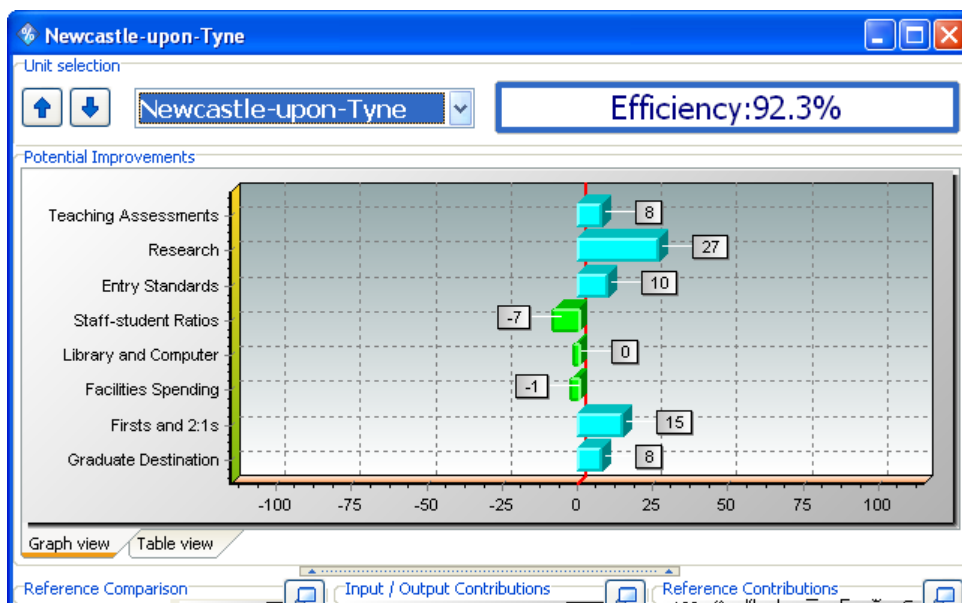 Newcastle-upon-Tyne
Unit selection
Newcastle-upon-Tyne
Efficiency:92.3%
Potential Improvements
Teaching Assessments 8
Research 27
Entry Standards 10
Staff-student Ratios -7
Library and Computer 0
Facilities Spending -1
Firsts and 2:1s 15
Graduate Destination 8
-100 -75 -50 -25 0 25 50 75 100
Graph view Table view
Reference Comparison Input / Output Contributions Reference Contributions